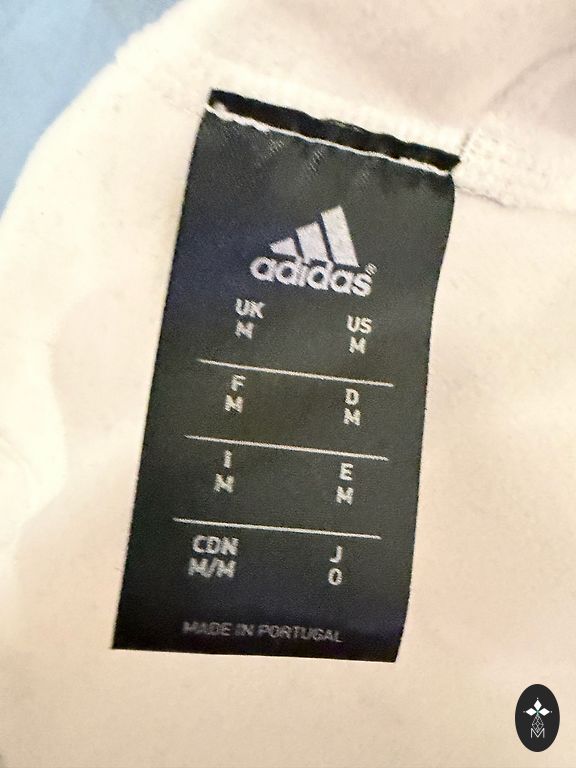 adidas®
UK US
M M
F D
M M
I E
M M
CDN J
M/M O
MADE IN PORTUGAL
M